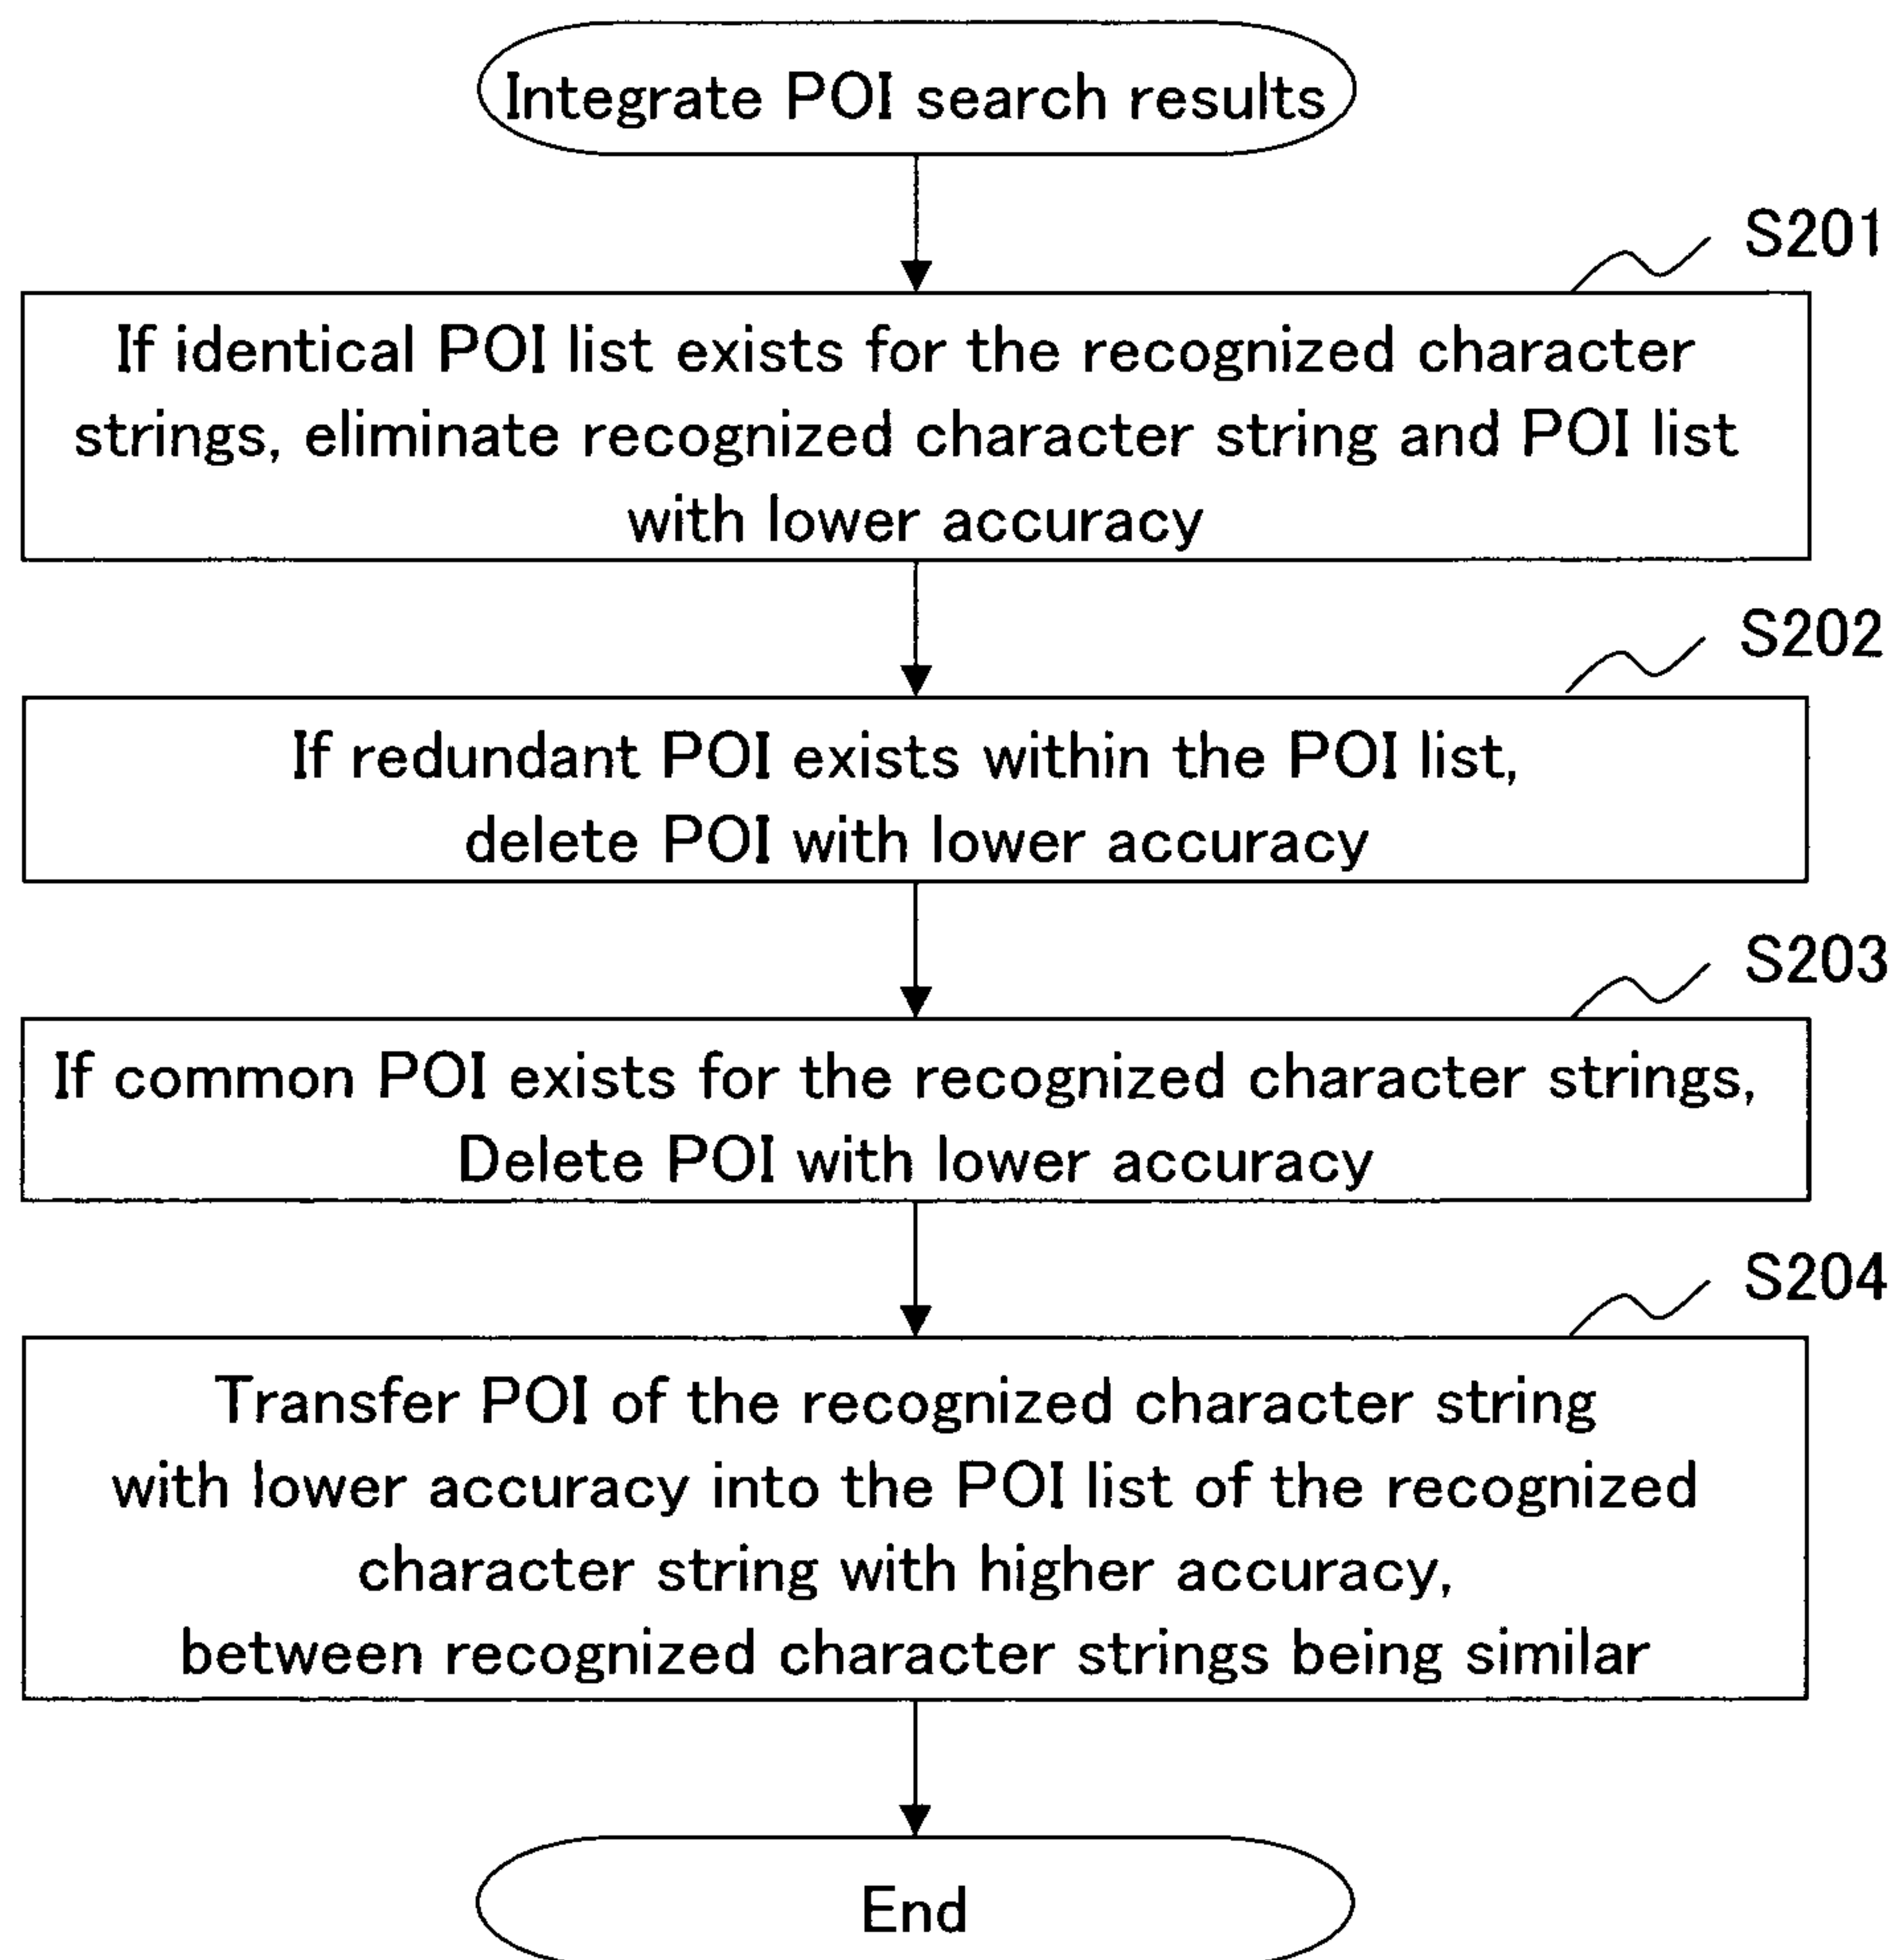 Integrate POI search results
S201
If identical POI list exists for the recognized character
strings, eliminate recognized character string and POI list
with lower accuracy
S202
If redundant POI exists within the POI list,
delete POI with lower accuracy
S203
If common POI exists for the recognized character strings,
Delete POI with lower accuracy
S204
Transfer POI of the recognized character string
with lower accuracy into the POI list of the recognized
character string with higher accuracy,
between recognized character strings being similar
End